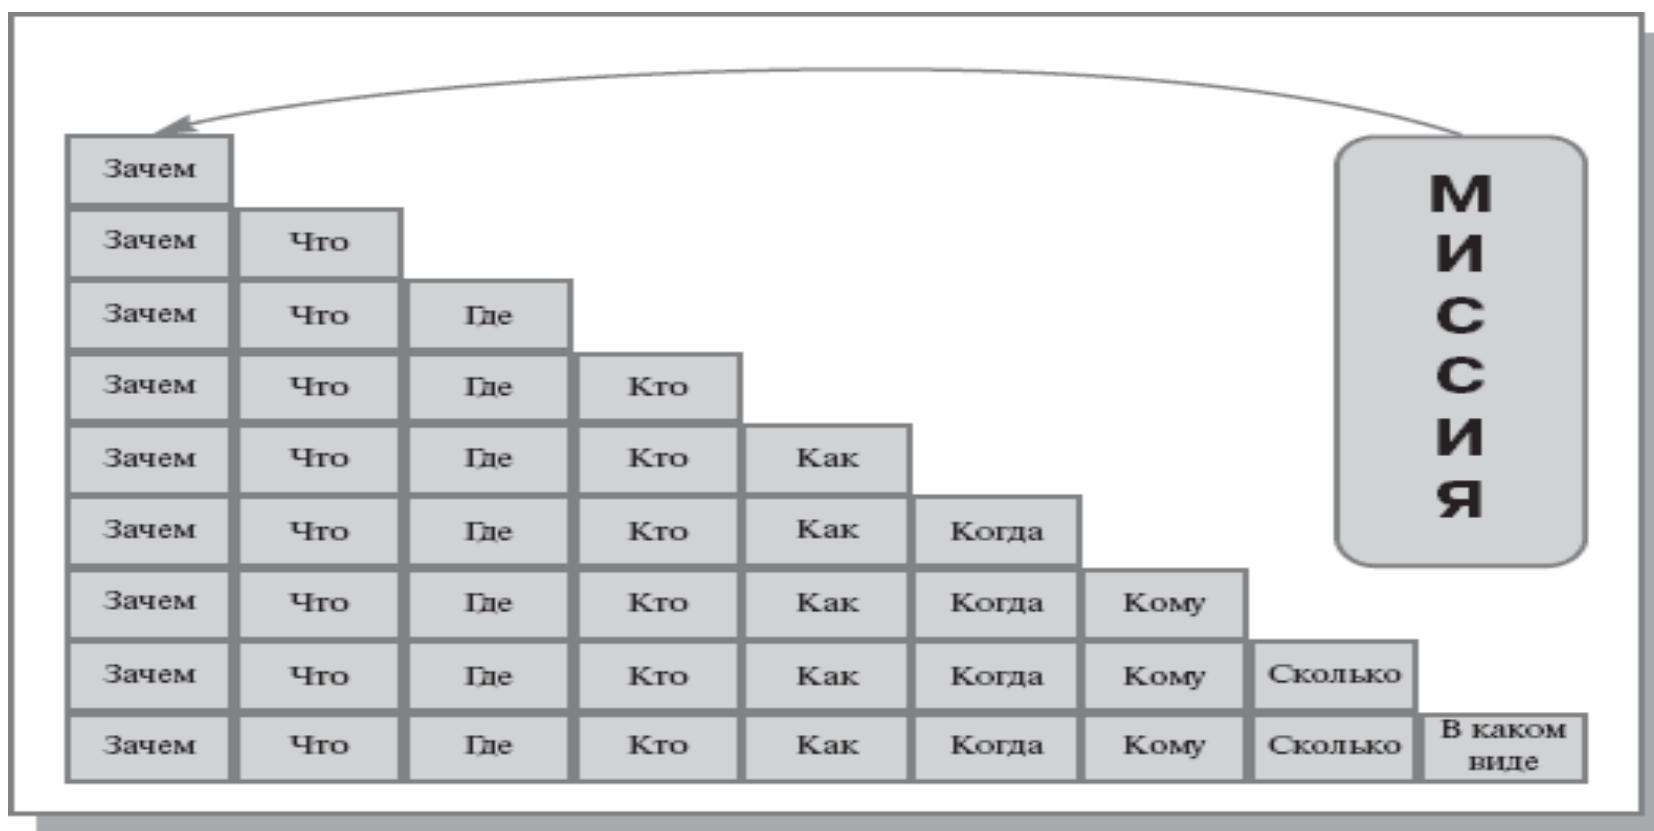 Зачем
Зачем Что
Зачем Что Где
Зачем Что Где Кто
Зачем Что Где Кто Как
Зачем Что Где Кто Как Когда
Зачем Что Где Кто Как Когда Кому
Зачем Что Где Кто Как Когда Кому Сколько
Зачем Что Где Кто Как Когда Кому Сколько В каком
виде
М
И
С
С
И
Я